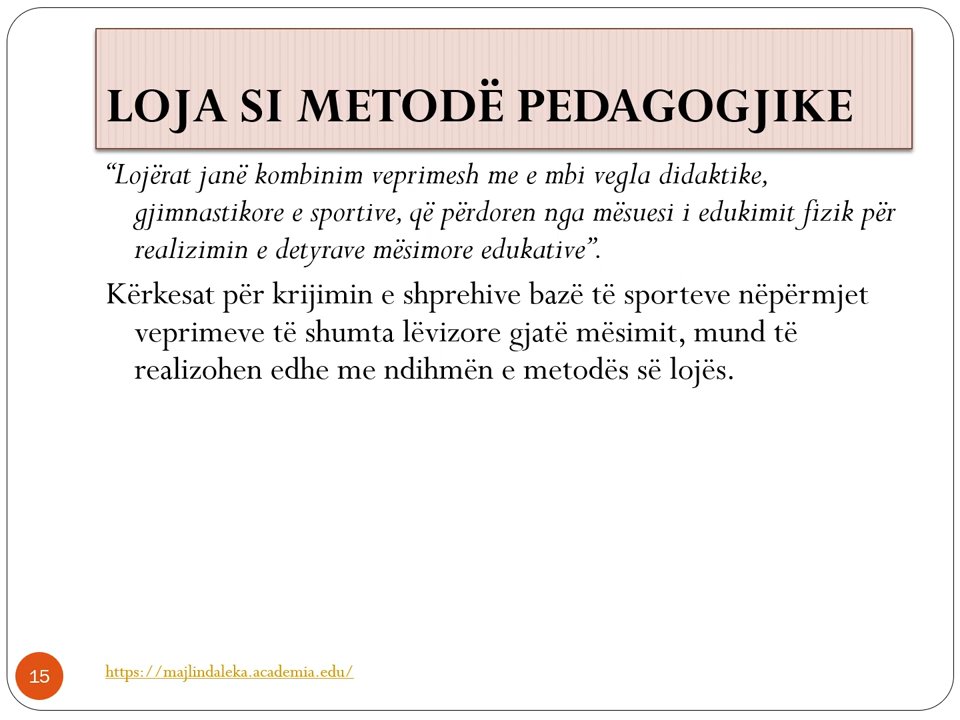 LOJA SI METODË PEDAGOGJIKE
“Lojërat janë kombinim veprimesh me e mbi vegla didaktike,
gjimnastikore e sportive, që përdoren nga mësuesi i edukimit fizik për
realizimin e detyrave mësimore edukative”.
Kërkesat për krijimin e shprehive bazë të sporteve nëpërmjet
veprimeve të shumta lëvizore gjatë mësimit, mund të
realizohen edhe me ndihmën e metodës së lojës.
15
https://majlindaleka.academia.edu/